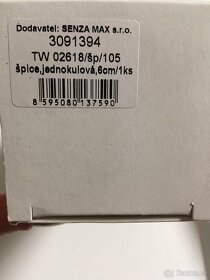 Dodavatel: SENZA MAX s.r.o.
3091394
TW 02618/šp/105
špice,jednokulová,6cm/1ks
8 595080 137590